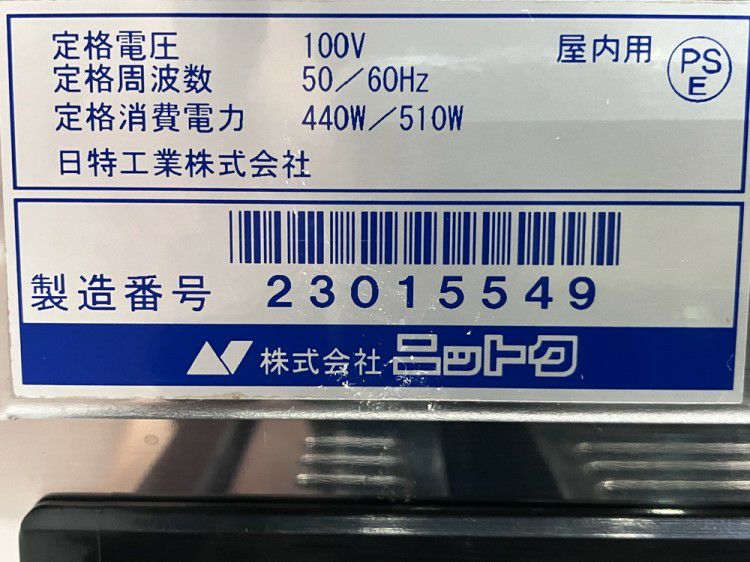 定格電圧 100V 屋内用 PSE
定格周波数 50／60Hz
定格消費電力 440W／510W
日特工業株式会社
製造番号 23015549
株式会社 ニットク